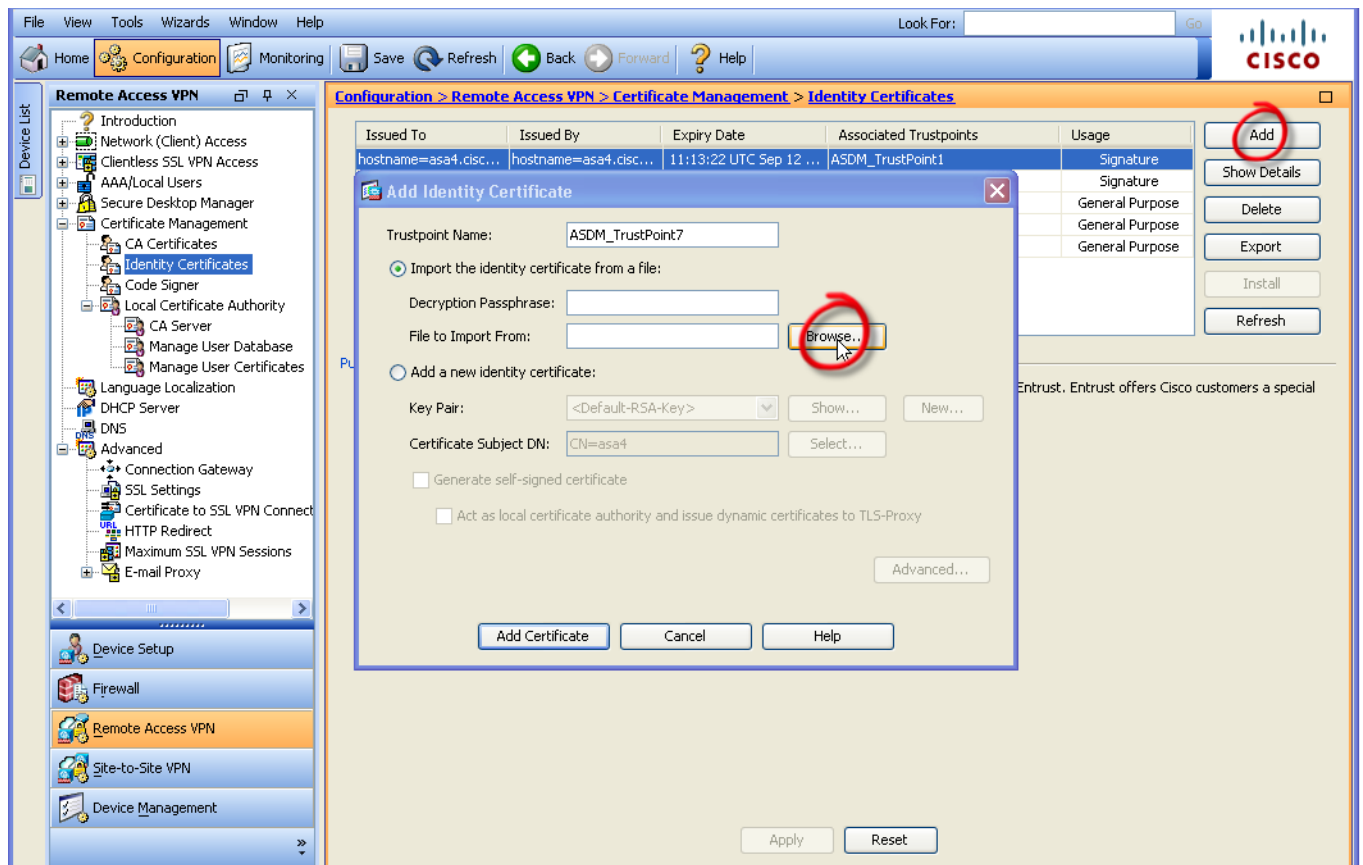 File View Tools Wizards Window Help Look For: Go
Home Configuration Monitoring Save Refresh Back Forward Help
CISCO
Device List
Remote Access VPN
Introduction
Network (Client) Access
Clientless SSL VPN Access
AAA/Local Users
Secure Desktop Manager
Certificate Management
CA Certificates
Identity Certificates
Code Signer
Local Certificate Authority
CA Server
Manage User Database
Manage User Certificates
Language Localization
DHCP Server
DNS
DNS
Advanced
Connection Gateway
SSL Settings
Certificate to SSL VPN Connect
URL
HTTP Redirect
Maximum SSL VPN Sessions
E-mail Proxy
Device Setup
Firewall
Remote Access VPN
Site-to-Site VPN
Device Management
Configuration > Remote Access VPN > Certificate Management > Identity Certificates
Issued To Issued By Expiry Date Associated Trustpoints Usage
hostname=asa4.cisc... hostname=asa4.cisc... 11:13:22 UTC Sep 12 ... ASDM_TrustPoint1 Signature
Signature
General Purpose
General Purpose
General Purpose
Add
Show Details
Delete
Export
Install
Refresh
Pu
Entrust. Entrust offers Cisco customers a special
Add Identity Certificate
Trustpoint Name: ASDM_TrustPoint7
Import the identity certificate from a file:
Decryption Passphrase:
File to Import From: Browse...
Add a new identity certificate:
Key Pair: <Default-RSA-Key> Show... New...
Certificate Subject DN: CN=asa4 Select...
Generate self-signed certificate
Act as local certificate authority and issue dynamic certificates to TLS-Proxy
Advanced...
Add Certificate Cancel Help
Apply Reset